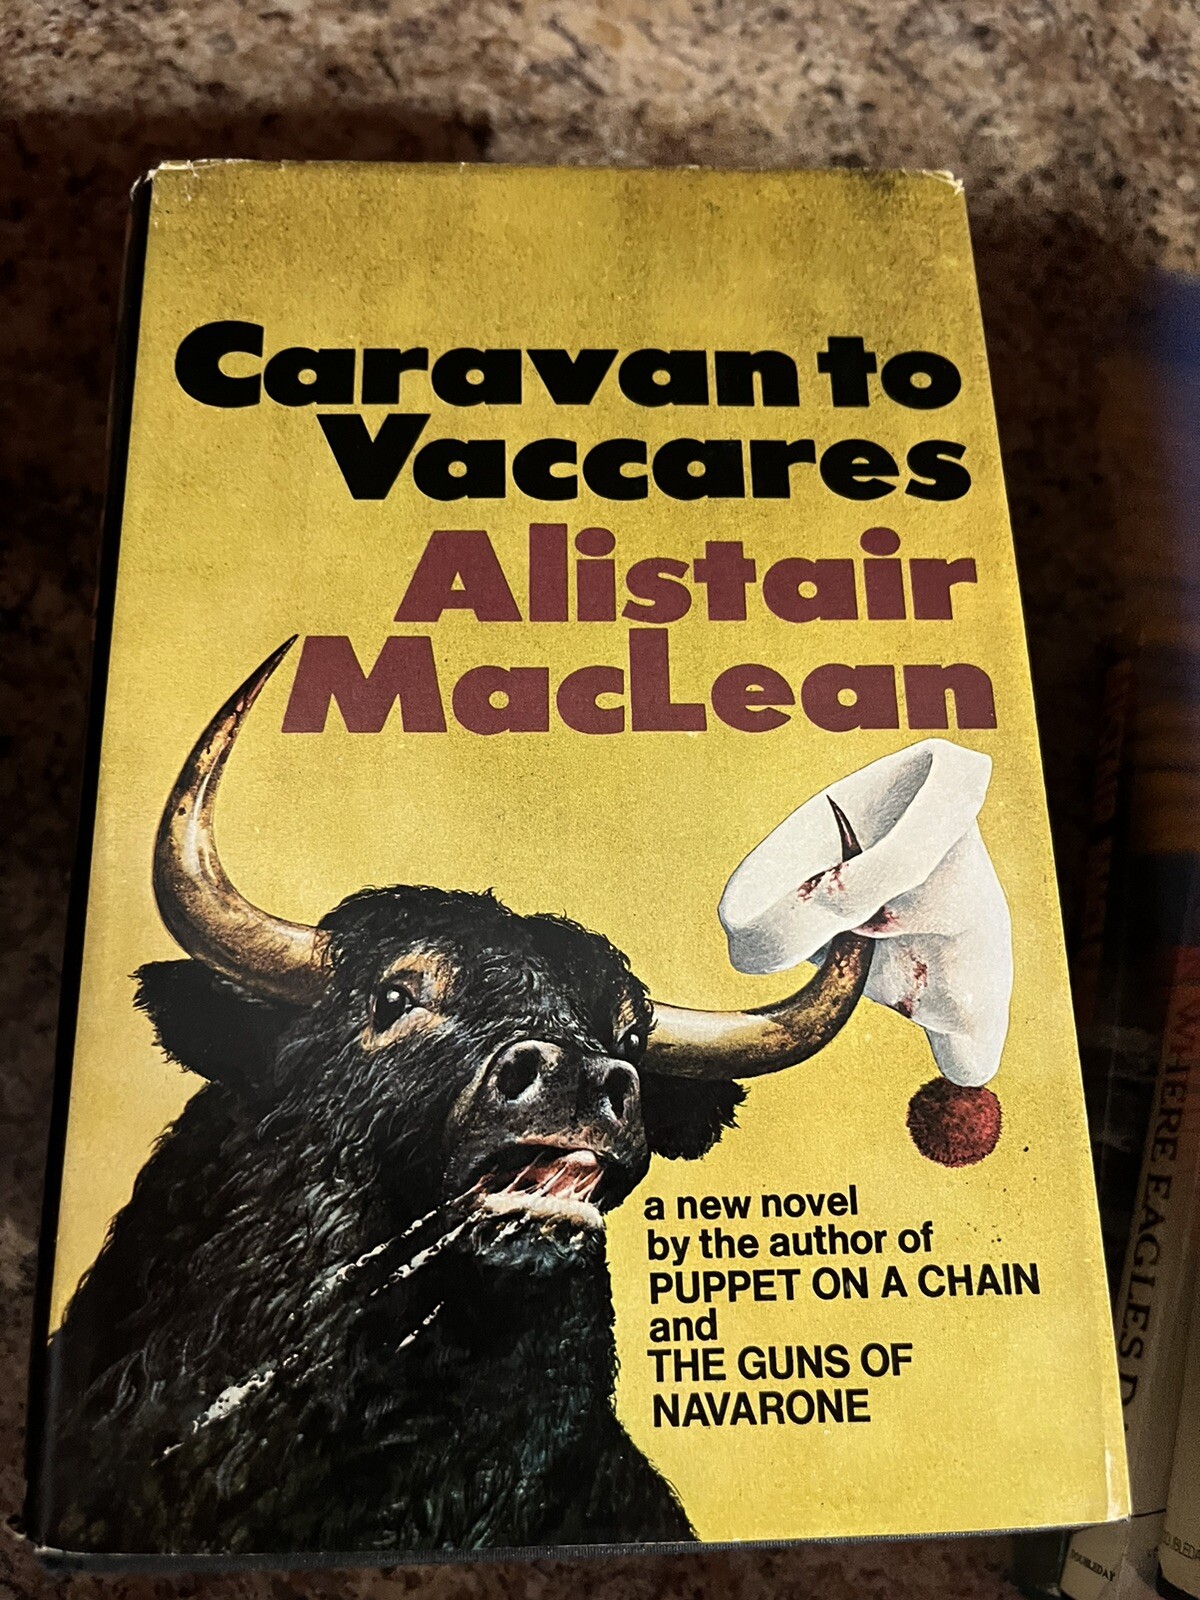 Caravan to
Vaccares
Alistair
MacLean
a new novel
by the author of
PUPPET ON A CHAIN
and
THE GUNS OF
NAVARONE
WHERE EAGLES
DOUBLEDAY